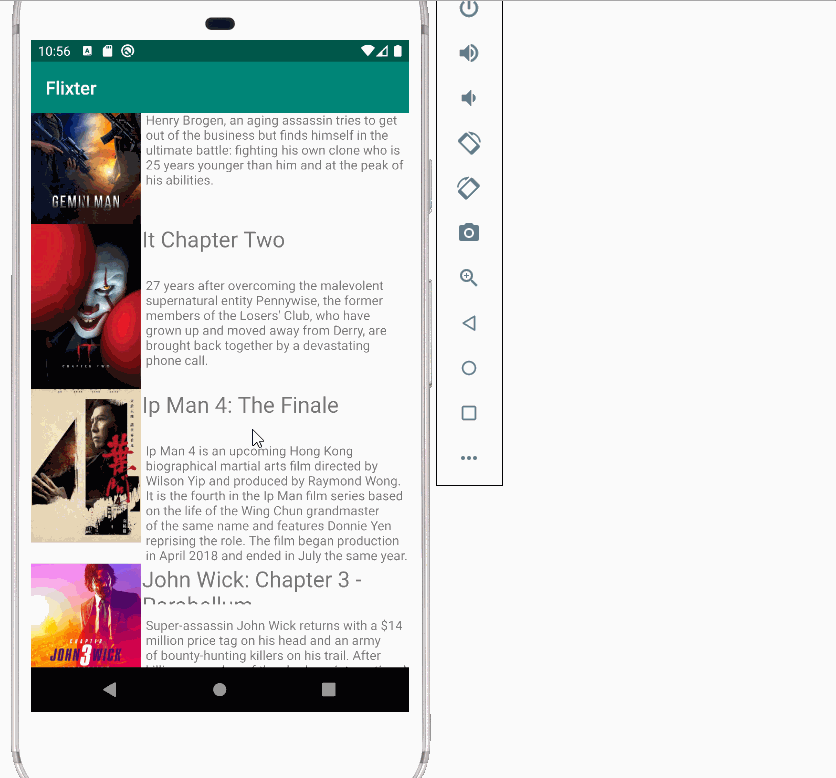 10:56
Flixter
Henry Brogen, an aging assassin tries to get
out of the business but finds himself in the
ultimate battle: fighting his own clone who is
25 years younger than him and at the peak of
his abilities.
GEMINI MAN
It Chapter Two
27 years after overcoming the malevolent
supernatural entity Pennywise, the former
members of the Losers' Club, who have
grown up and moved away from Derry, are
brought back together by a devastating
phone call.
IT
CHAPTER TWO
Ip Man 4: The Finale
Ip Man 4 is an upcoming Hong Kong
biographical martial arts film directed by
Wilson Yip and produced by Raymond Wong.
It is the fourth in the Ip Man film series based
on the life of the Wing Chun grandmaster
of the same name and features Donnie Yen
reprising the role. The film began production
in April 2018 and ended in July the same year.
4
葉問
John Wick: Chapter 3 -
Parabellum
Super-assassin John Wick returns with a $14
million price tag on his head and an army
of bounty-hunting killers on his trail. After
CHAPTER
JOHN 3 WICK